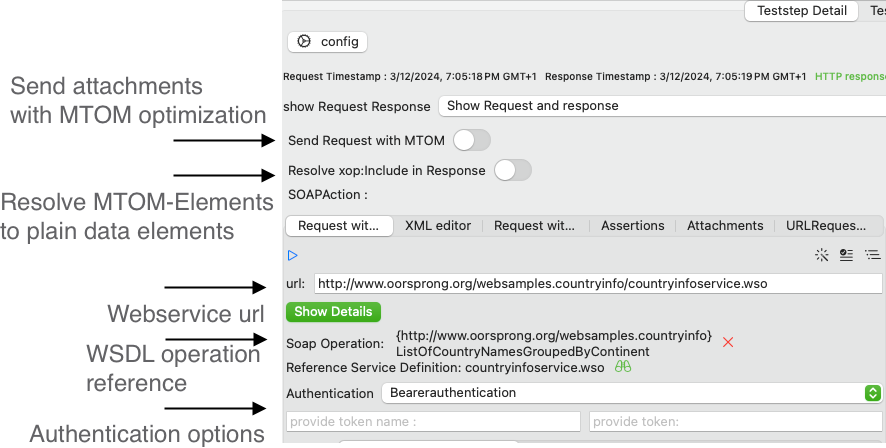 Teststep Detail
Tes
config
Request Timestamp : 3/12/2024, 7:05:18 PM GMT+1 Response Timestamp : 3/12/2024, 7:05:19 PM GMT+1 HTTP respons
Send attachments
with MTOM optimization
show Request Response Show Request and response
Send Request with MTOM
Resolve xop:Include in Response
SOAPAction :
Resolve MTOM-Elements
to plain data elements
Request wit... XML editor Request wit... Assertions Attachments URLReques...
url: http://www.oorsprong.org/websamples.countryinfo/countryinfoservice.wso
Webservice url
Show Details
WSDL operation
reference
Soap Operation: {http://www.oorsprong.org/websamples.countryinfo}
ListOfCountryNamesGroupedByContinent
Reference Service Definition: countryinfoservice.wso
Authentication Bearerauthentication
Authentication options
provide token name : provide token: